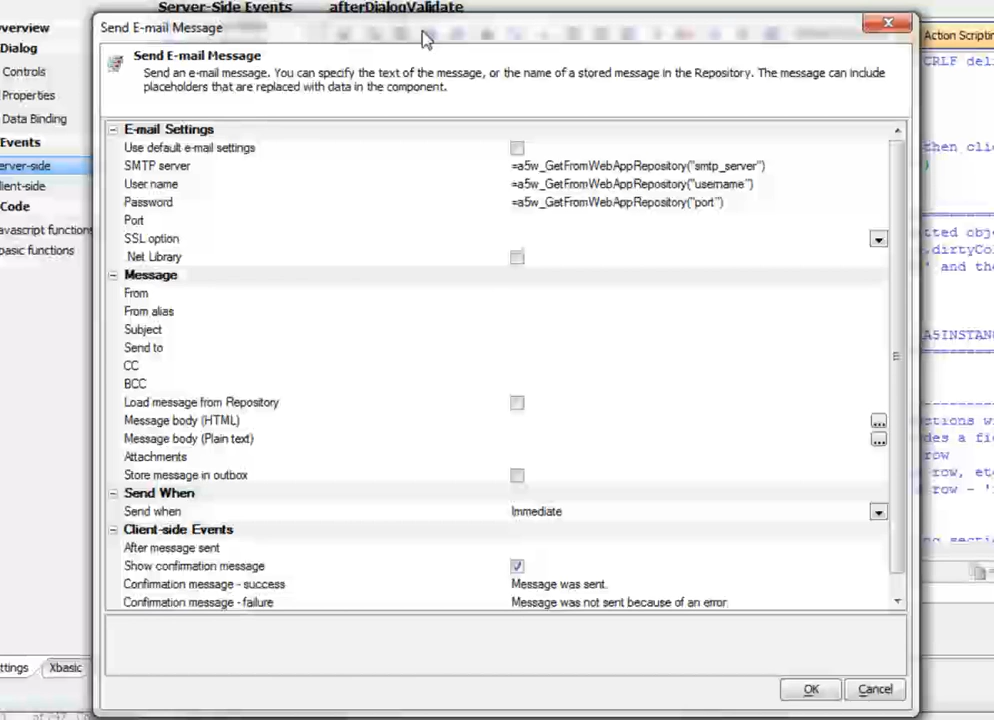 Server-Side Events afterDialogValidate
verview
Dialog
Controls
Properties
Data Binding
Events
erver-side
lient-side
Code
avascript functions
basic functions
ttings
Xbasic
Send E-mail Message
Send E-mail Message
Send an e-mail message. You can specify the text of the message, or the name of a stored message in the Repository. The message can include
placeholders that are replaced with data in the component.
E-mail Settings
Use default e-mail settings
SMTP server =a5w_GetFromWebAppRepository("smtp_server")
User name =a5w_GetFromWebAppRepository("username")
Password =a5w_GetFromWebAppRepository("port")
Port
SSL option
.Net Library
Message
From
From alias
Subject
Send to
CC
BCC
Load message from Repository
Message body (HTML)
Message body (Plain text)
Attachments
Store message in outbox
Send When
Send when Immediate
Client-side Events
After message sent
Show confirmation message
Confirmation message - success Message was sent.
Confirmation message - failure Message was not sent because of an error.
OK Cancel
Action Scripting
CRLF deli
then clic
)
tted obj
.dirtyCol
' and the
A5INSTANC
ctions w
des a fi
row
row, et
row - '
ng secti